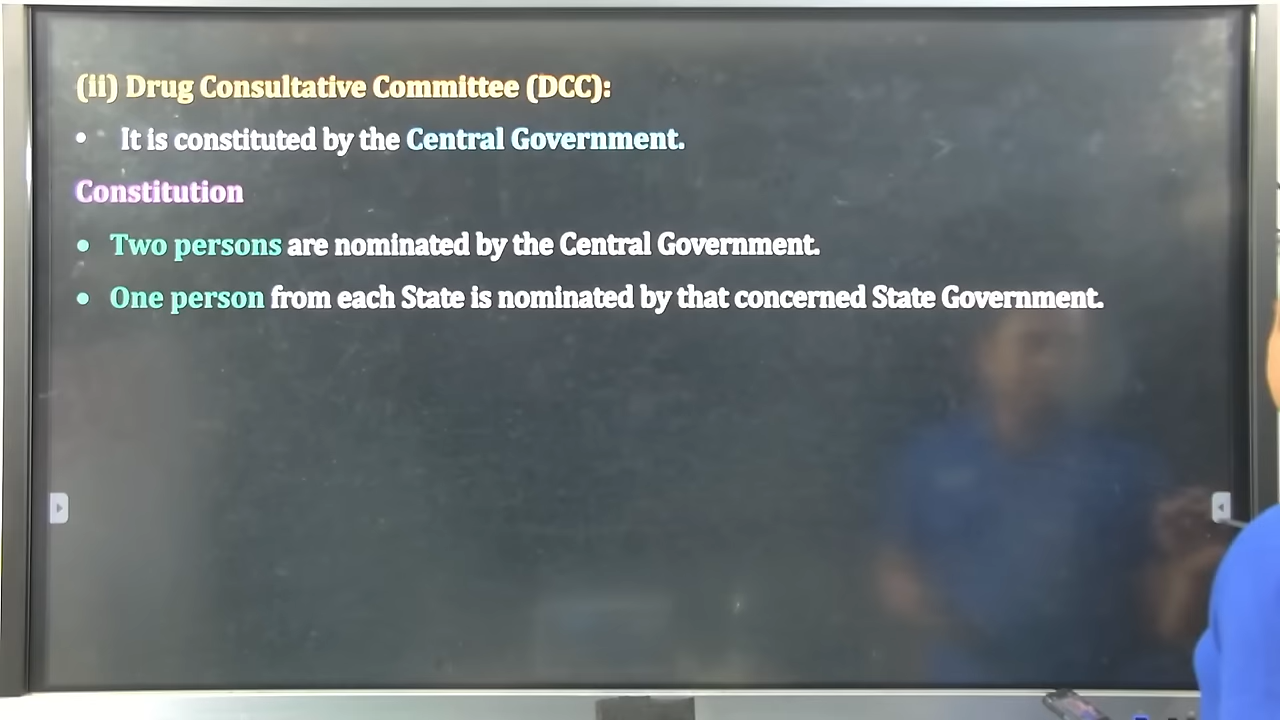 (ii) Drug Consultative Committee (DCC):
• It is constituted by the Central Government.
Constitution
• Two persons are nominated by the Central Government.
• One person from each State is nominated by that concerned State Government.